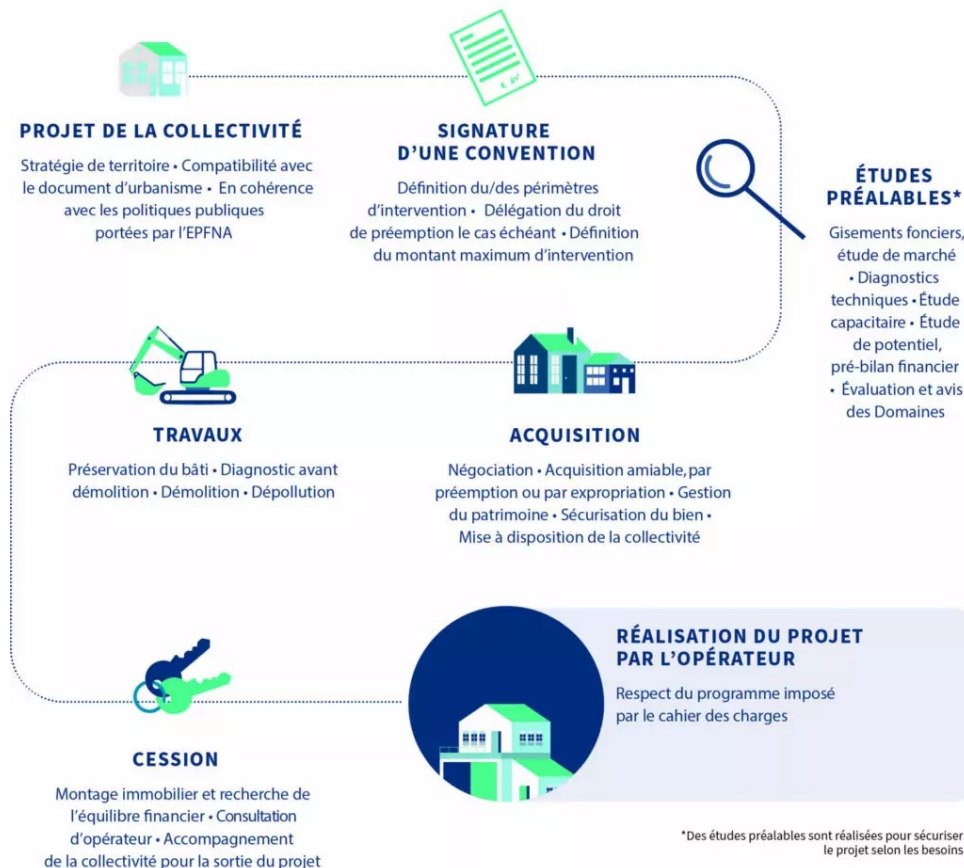 PROJET DE LA COLLECTIVITÉ
Stratégie de territoire • Compatibilité avec
le document d'urbanisme • En cohérence
avec les politiques publiques
portées par l'EPFNA
SIGNATURE
D'UNE CONVENTION
Définition du/des périmètres
d'intervention • Délégation du droit
de préemption le cas échéant • Définition
du montant maximum d'intervention
ÉTUDES
PRÉALABLES*
Gisements fonciers,
étude de marché
• Diagnostics
techniques • Étude
capacitaire • Étude
de potentiel,
pré-bilan financier
• Évaluation et avis
des Domaines
ACQUISITION
Négociation • Acquisition amiable, par
préemption ou par expropriation • Gestion
du patrimoine • Sécurisation du bien •
Mise à disposition de la collectivité
TRAVAUX
Préservation du bâti • Diagnostic avant
démolition • Démolition • Dépollution
CESSION
Montage immobilier et recherche de
l'équilibre financier • Consultation
d'opérateur • Accompagnement
de la collectivité pour la sortie du projet
RÉALISATION DU PROJET
PAR L'OPÉRATEUR
Respect du programme imposé
par le cahier des charges
*Des études préalables sont réalisées pour sécuriser
le projet selon les besoins